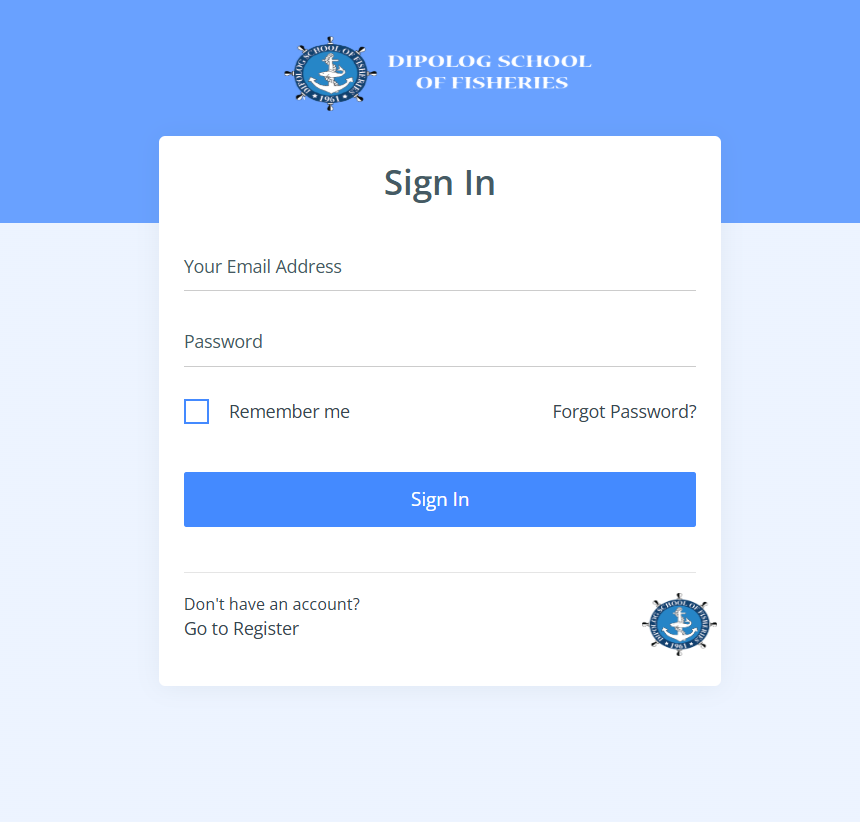 DIPOLOG SCHOOL OF FISHERIES
1961
DIPOLOG SCHOOL
OF FISHERIES
Sign In
Your Email Address
Password
Remember me
Forgot Password?
Sign In
Don't have an account?
Go to Register
DIPOLOG SCHOOL OF FISHERIES
1961